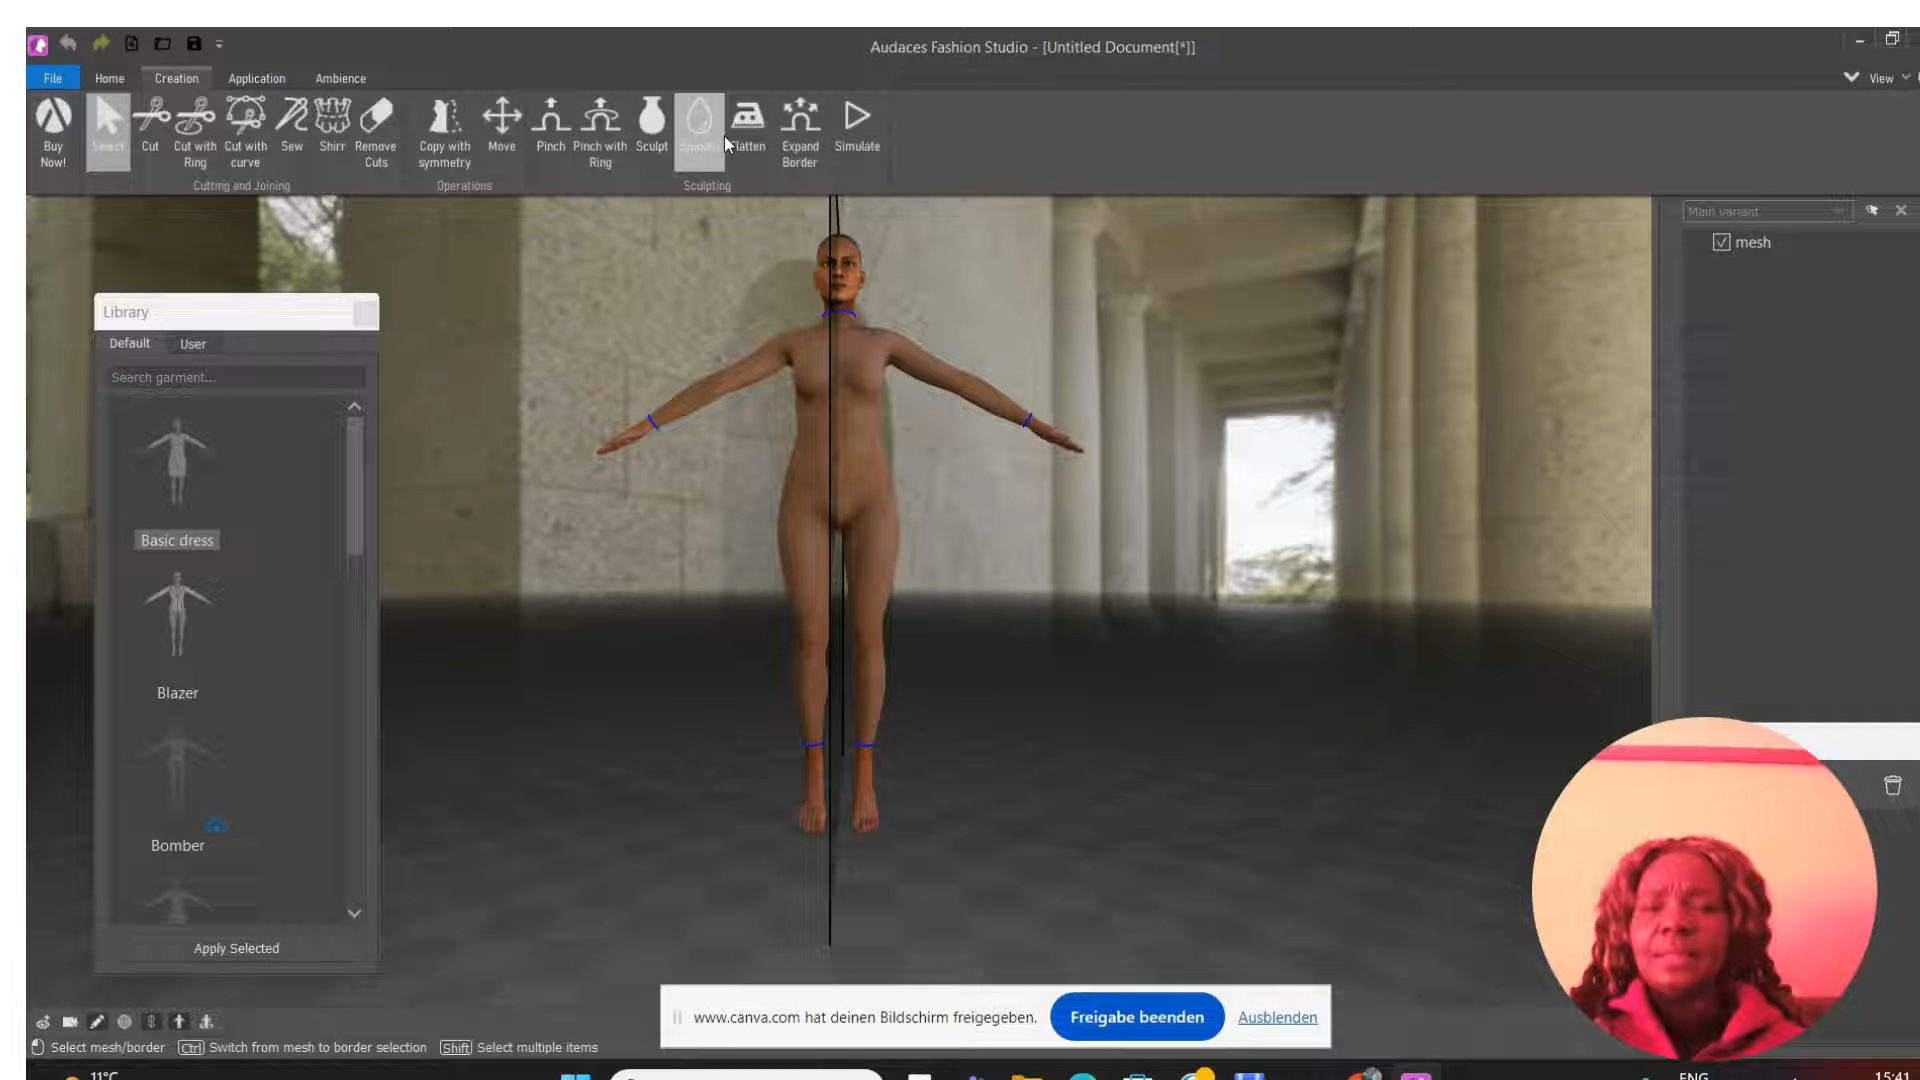 Audaces Fashion Studio - [Untitled Document[*]]
File Home Creation Application Ambience View
Buy Now!
Select
Cut
Cut with Ring
Cut with curve
Sew
Shirr
Remove Cuts
Copy with symmetry
Move
Pinch
Pinch with Ring
Sculpt
Flatten
Expand Border
Simulate
Cutting and Joining Operations Sculpting
Main variant
mesh
Library
Default User
Search garment...
Basic dress
Blazer
Bomber
Apply Selected
www.canva.com hat deinen Bildschirm freigegeben. Freigabe beenden Ausblenden
Select mesh/border Ctrl Switch from mesh to border selection Shift Select multiple items
11°C ENG 15:41